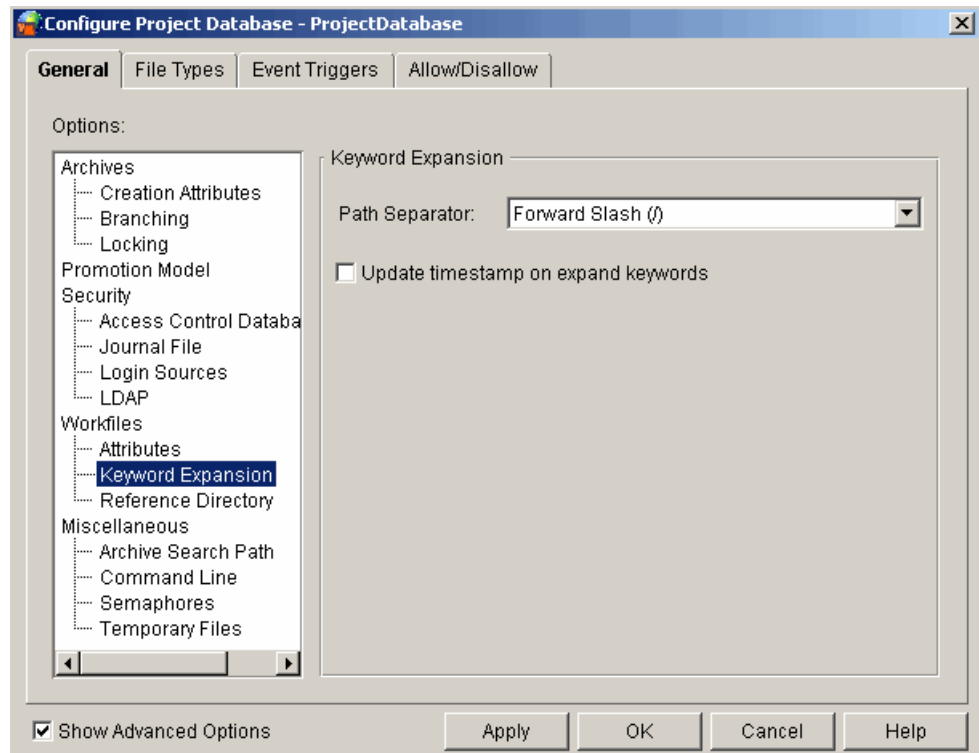 Configure Project Database - ProjectDatabase
General
File Types
Event Triggers
Allow/Disallow
Options:
Archives
Creation Attributes
Branching
Locking
Promotion Model
Security
Access Control Databa
Journal File
Login Sources
LDAP
Workfiles
Attributes
Keyword Expansion
Reference Directory
Miscellaneous
Archive Search Path
Command Line
Semaphores
Temporary Files
Keyword Expansion
Path Separator:
Forward Slash (/)
Update timestamp on expand keywords
Show Advanced Options
Apply
OK
Cancel
Help